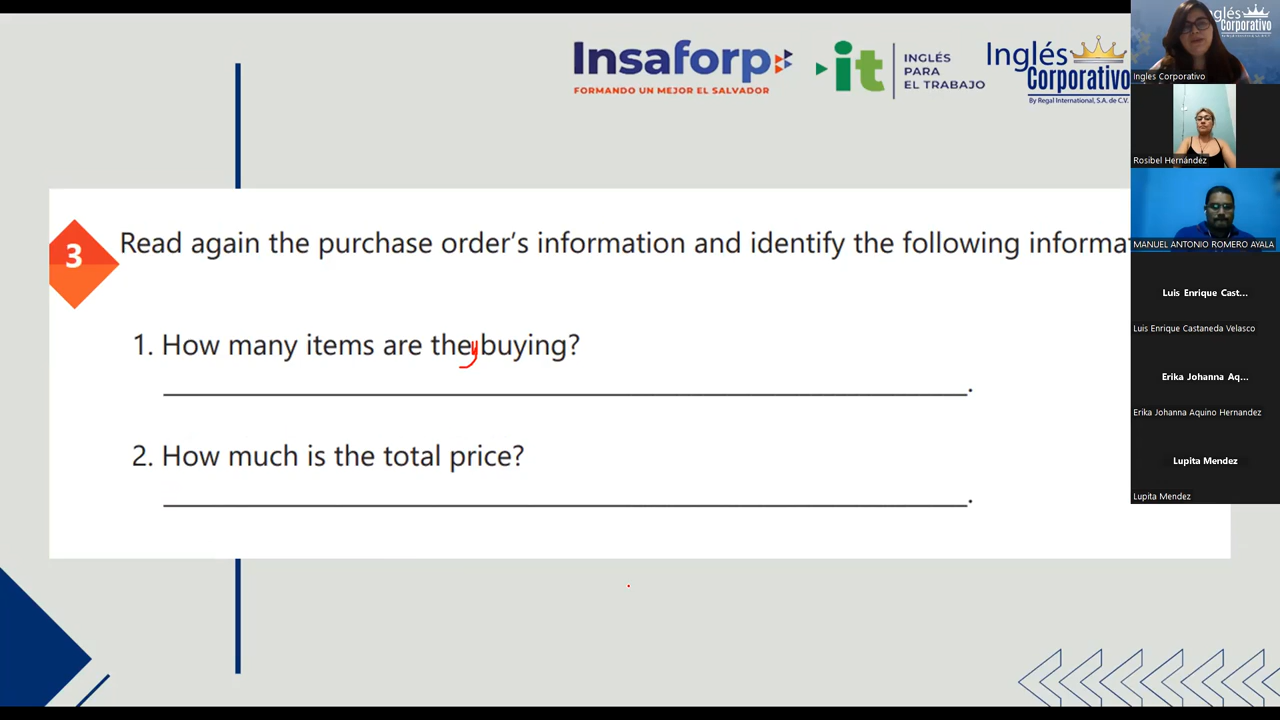 Insaforp
FORMANDO UN MEJOR EL SALVADOR
it
INGLÉS
PARA
EL TRABAJO
Inglés
Corporativo
By Regal International, S.A. de C.V.
3
Read again the purchase order's information and identify the following informat
1. How many items are they buying?
2. How much is the total price?
nglés
Corporativo
Ingles Corporativo
Rosibel Hernández
MANUEL ANTONIO ROMERO AYALA
Luis Enrique Cast...
Luis Enrique Castaneda Velasco
Erika Johanna Aq...
Erika Johanna Aquino Hernandez
Lupita Mendez
Lupita Mendez